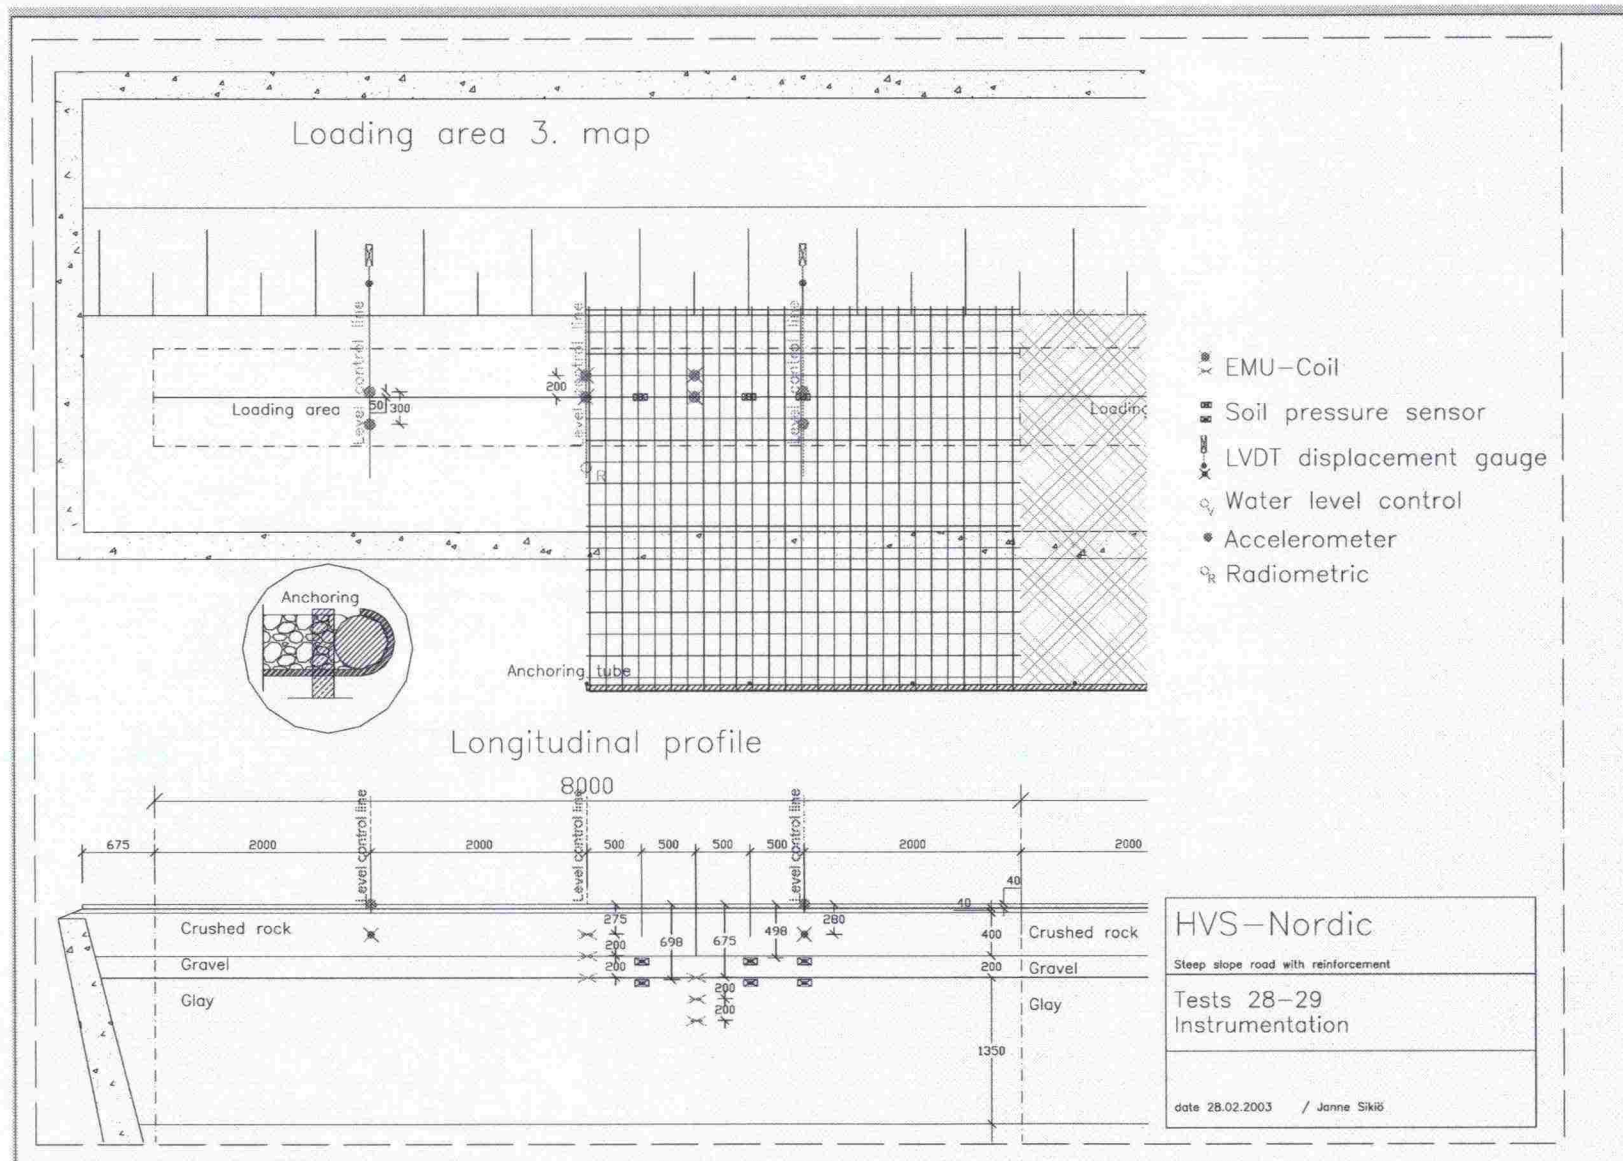 Loading area 3. map
Level control line
Level control line
Level control line
200
Loading area
50
300
Loading
R
EMU-Coil
Soil pressure sensor
LVDT displacement gauge
V
Water level control
Accelerometer
R
Radiometric
Anchoring
Anchoring tube
Longitudinal profile
8000
Level control line
Level control line
Level control line
675
2000
2000
500
500
500
500
2000
2000
40
40
Crushed rock
275
698
675
498
280
400
Crushed rock
Gravel
200
200
200
Gravel
Glay
200
200
Glay
1350
HVS-Nordic
Steep slope road with reinforcement
Tests 28-29
Instrumentation
date 28.02.2003 / Janne Sikiö